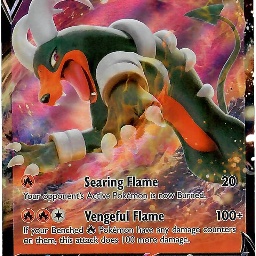 V
Searing Flame 20
Your opponent's Active Pokémon is now Burned.
Vengeful Flame 100+
If your Benched Pokémon have any damage counters
on them, this attack does 100 more damage.